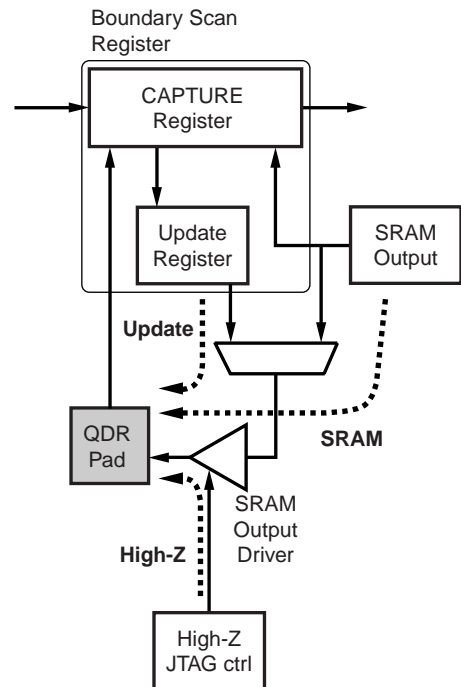 Boundary Scan
Register
CAPTURE
Register
Update
Register
SRAM
Output
Update
SRAM
QDR
Pad
SRAM
Output
Driver
High-Z
High-Z
JTAG ctrl